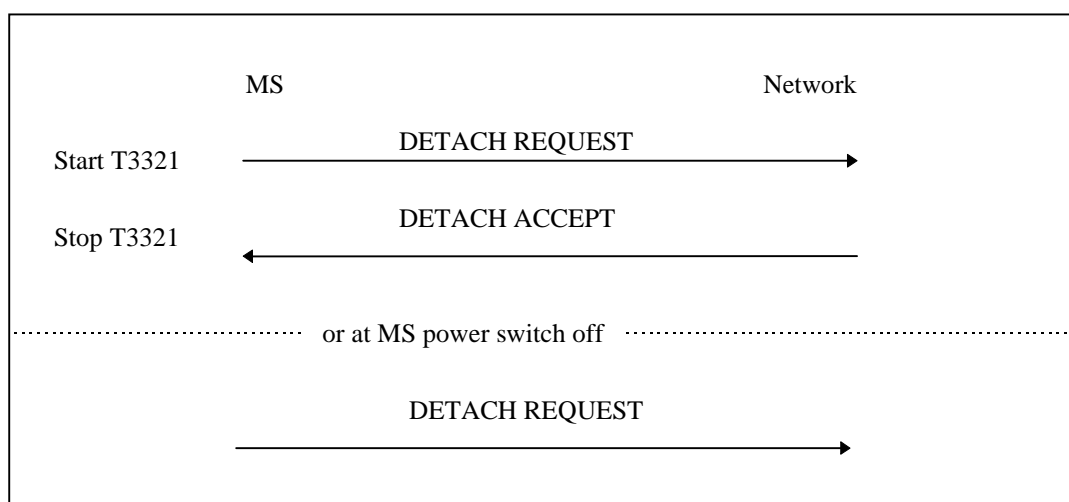 MS Network
DETACH REQUEST
Start T3321
DETACH ACCEPT
Stop T3321
or at MS power switch off
DETACH REQUEST